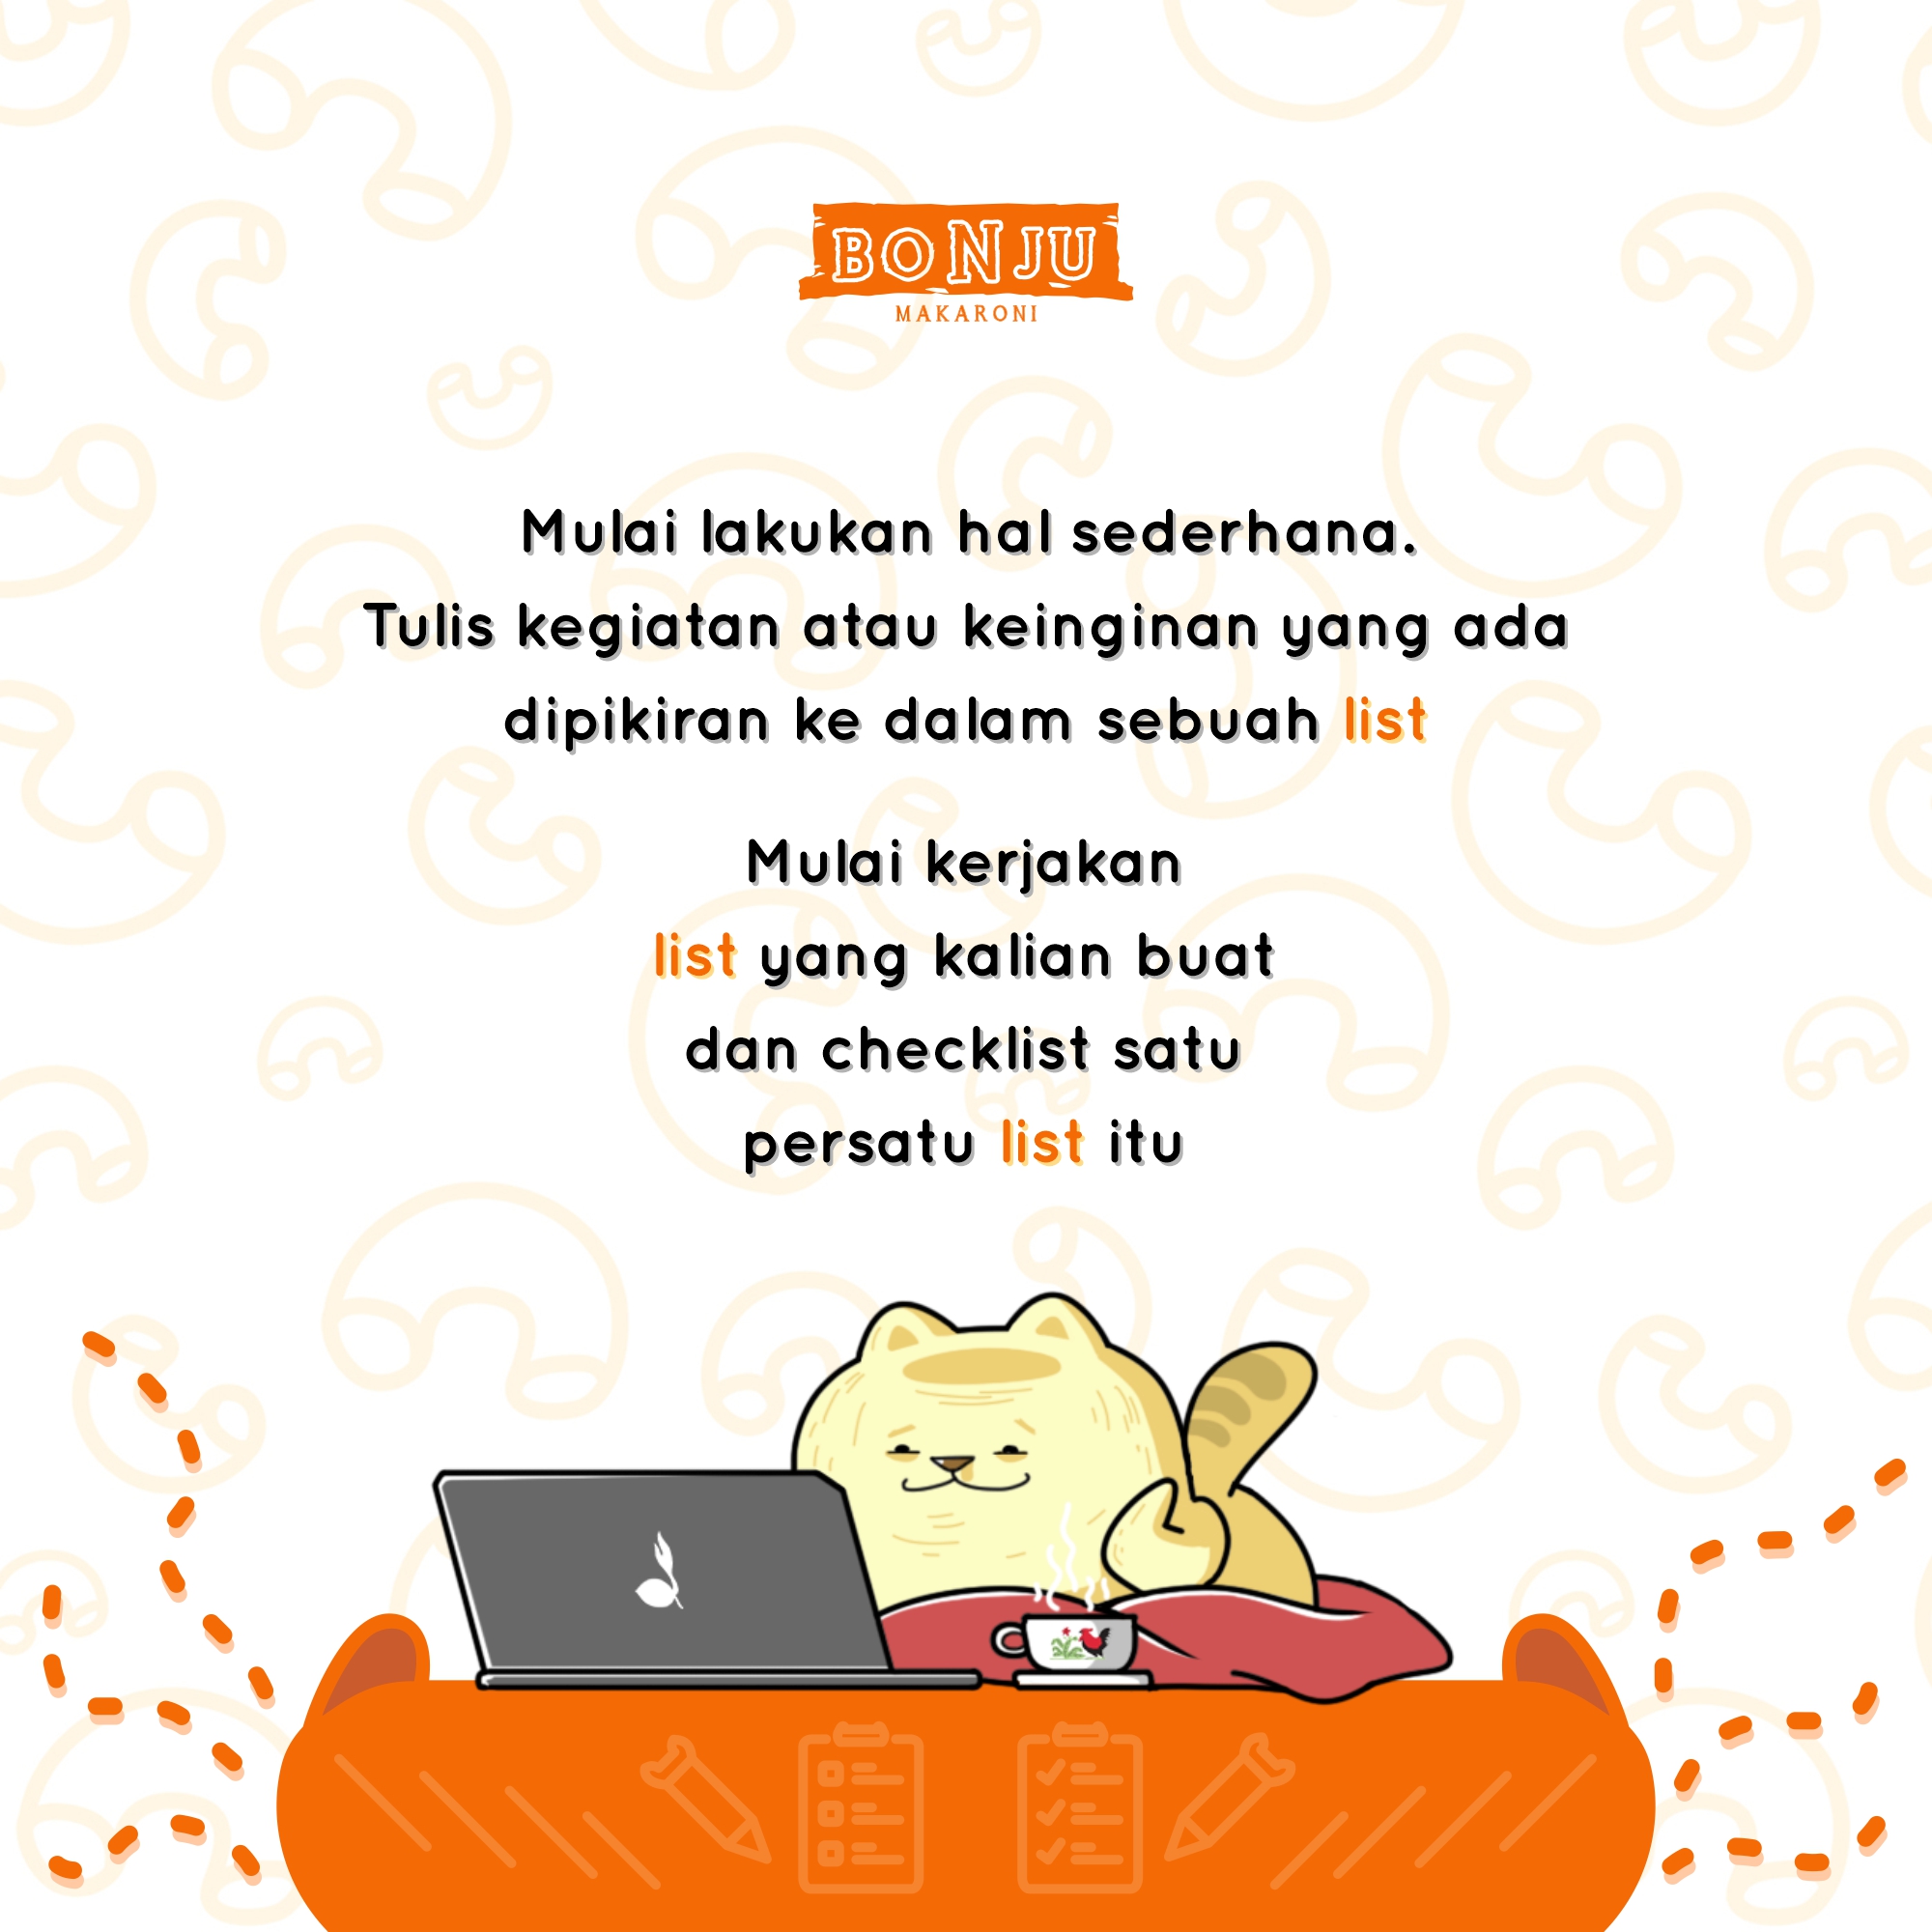 BONJU
MAKARONI
Mulai lakukan hal sederhana.
Tulis kegiatan atau keinginan yang ada
dipikiran ke dalam sebuah list
Mulai kerjakan
list yang kalian buat
dan checklist satu
persatu list itu